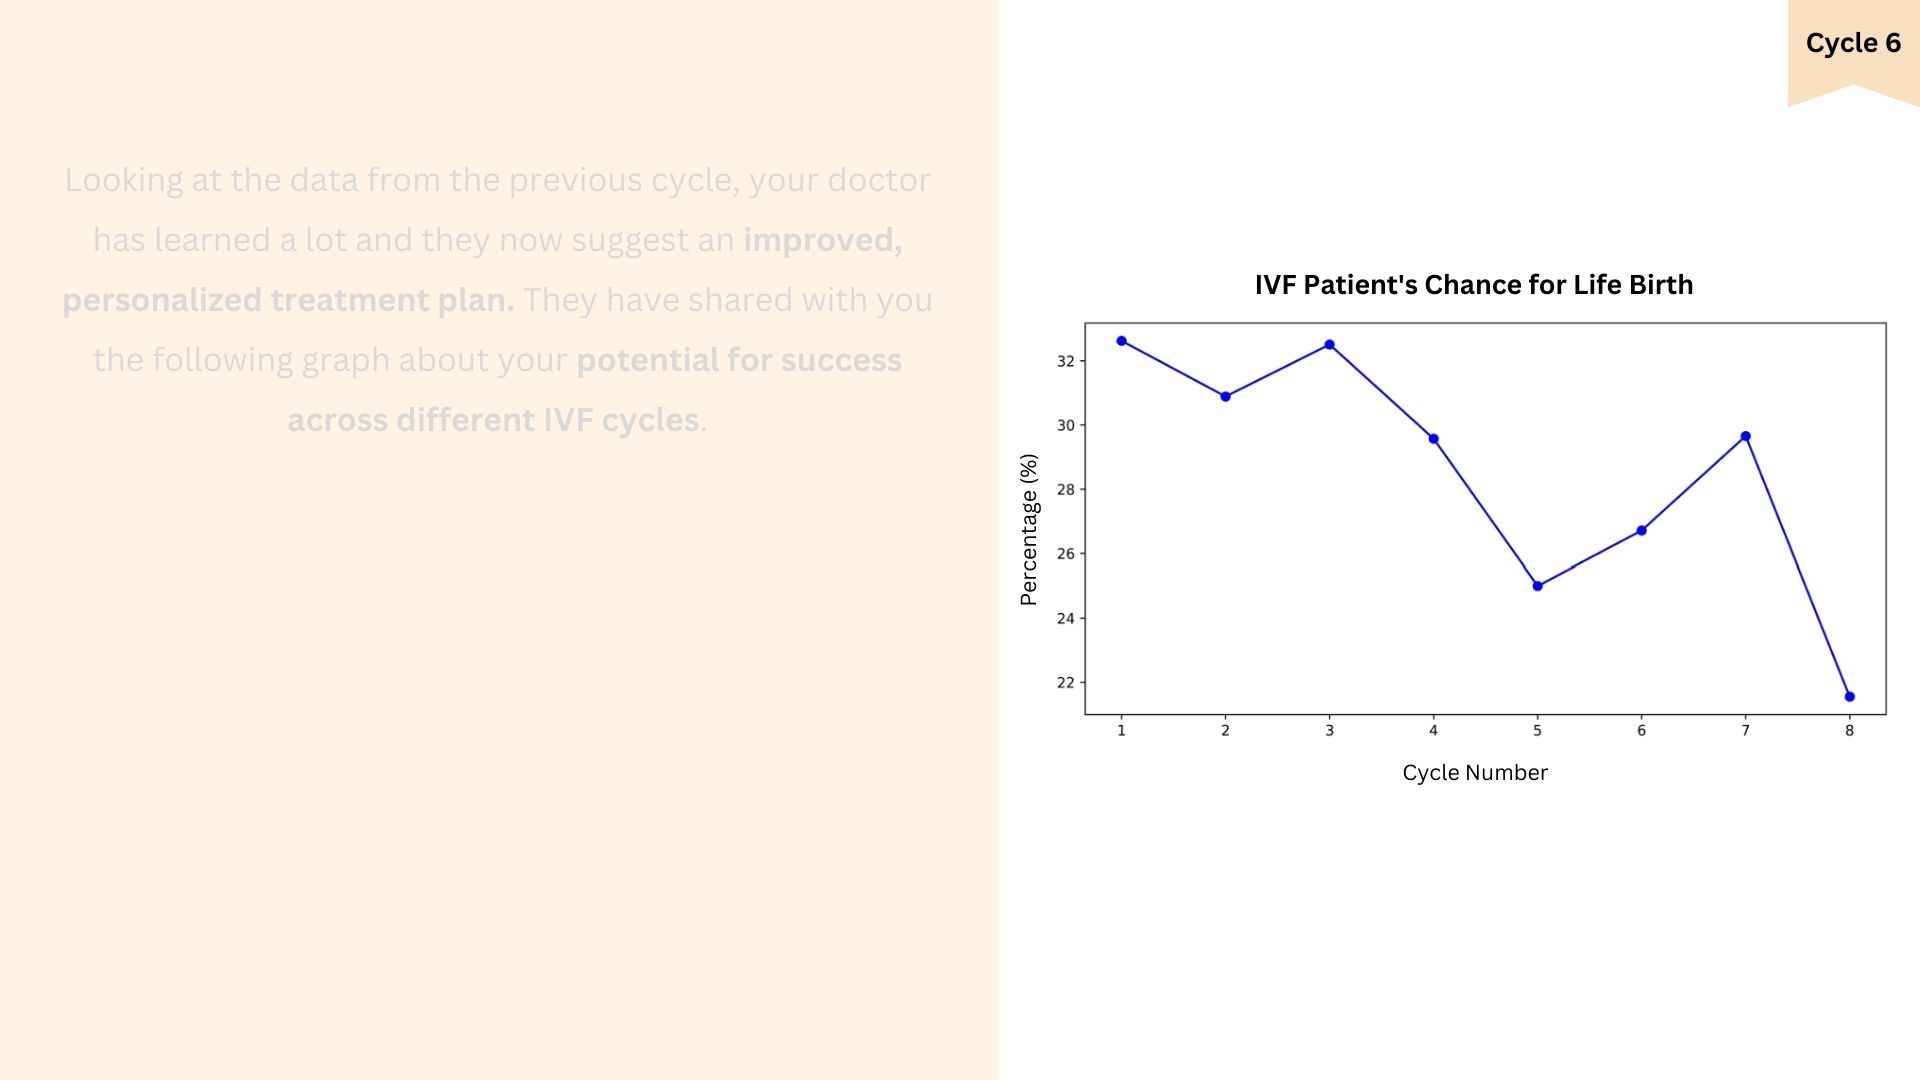 Cycle 6
Looking at the data from the previous cycle, your doctor
has learned a lot and they now suggest an improved,
personalized treatment plan. They have shared with you
the following graph about your potential for success
across different IVF cycles.
IVF Patient's Chance for Life Birth
Percentage (%)
32
30
28
26
24
22
1 2 3 4 5 6 7 8
Cycle Number